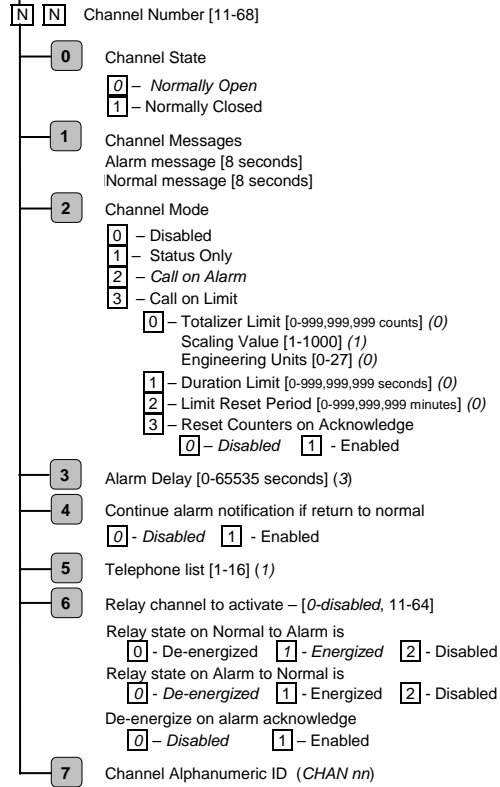 N N Channel Number [11-68]
0 Channel State
0 – Normally Open
1 – Normally Closed
1 Channel Messages
Alarm message [8 seconds]
Normal message [8 seconds]
2 Channel Mode
0 – Disabled
1 – Status Only
2 – Call on Alarm
3 – Call on Limit
0 – Totalizer Limit [0-999,999,999 counts] (0)
Scaling Value [1-1000] (1)
Engineering Units [0-27] (0)
1 – Duration Limit [0-999,999,999 seconds] (0)
2 – Limit Reset Period [0-999,999,999 minutes] (0)
3 – Reset Counters on Acknowledge
0 – Disabled 1 - Enabled
3 Alarm Delay [0-65535 seconds] (3)
4 Continue alarm notification if return to normal
0 - Disabled 1 - Enabled
5 Telephone list [1-16] (1)
6 Relay channel to activate – [0-disabled, 11-64]
Relay state on Normal to Alarm is
0 - De-energized 1 - Energized 2 - Disabled
Relay state on Alarm to Normal is
0 - De-energized 1 - Energized 2 - Disabled
De-energize on alarm acknowledge
0 – Disabled 1 – Enabled
7 Channel Alphanumeric ID (CHAN nn)